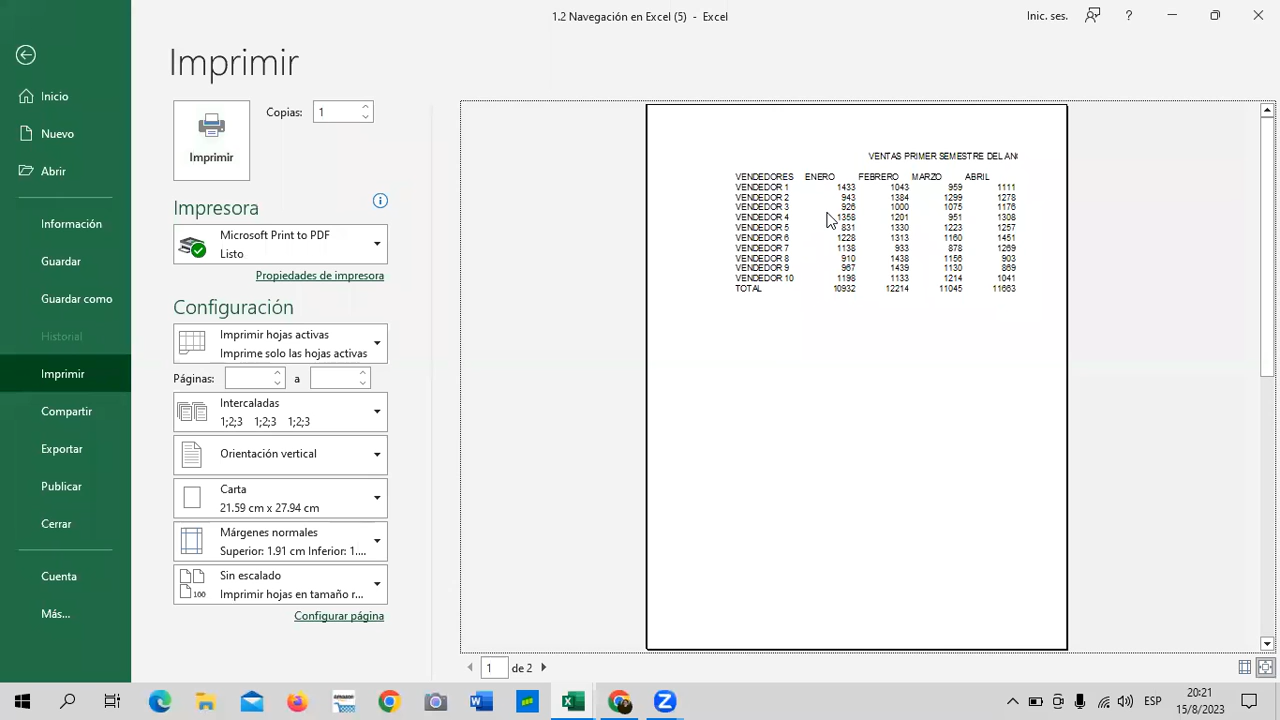 1.2 Navegación en Excel (5) - Excel
Inic. ses.
?
Imprimir
Inicio
Nuevo
Abrir
Información
Guardar
Guardar como
Historial
Imprimir
Compartir
Exportar
Publicar
Cerrar
Cuenta
Más...
Imprimir
Copias: 1
Impresora
Microsoft Print to PDF
Listo
Propiedades de impresora
Configuración
Imprimir hojas activas
Imprime solo las hojas activas
Páginas: a
Intercaladas
1;2;3 1;2;3 1;2;3
Orientación vertical
Carta
21.59 cm x 27.94 cm
Márgenes normales
Superior: 1.91 cm Inferior: 1....
Sin escalado
100 Imprimir hojas en tamaño r...
Configurar página
VENTAS PRIMER SEMESTRE DEL AN
VENDEDORES ENERO FEBRERO MARZO ABRIL
VENDEDOR 1 1433 1043 959 1111
VENDEDOR 2 943 1384 1299 1278
VENDEDOR 3 926 1000 1075 1176
VENDEDOR 4 1358 1201 951 1308
VENDEDOR 5 831 1330 1223 1257
VENDEDOR 6 1228 1313 1160 1451
VENDEDOR 7 1138 933 878 1269
VENDEDOR 8 910 1438 1156 903
VENDEDOR 9 967 1439 1130 869
VENDEDOR 10 1198 1133 1214 1041
TOTAL 10932 12214 11045 11663
1 de 2
ESP
20:21
15/8/2023